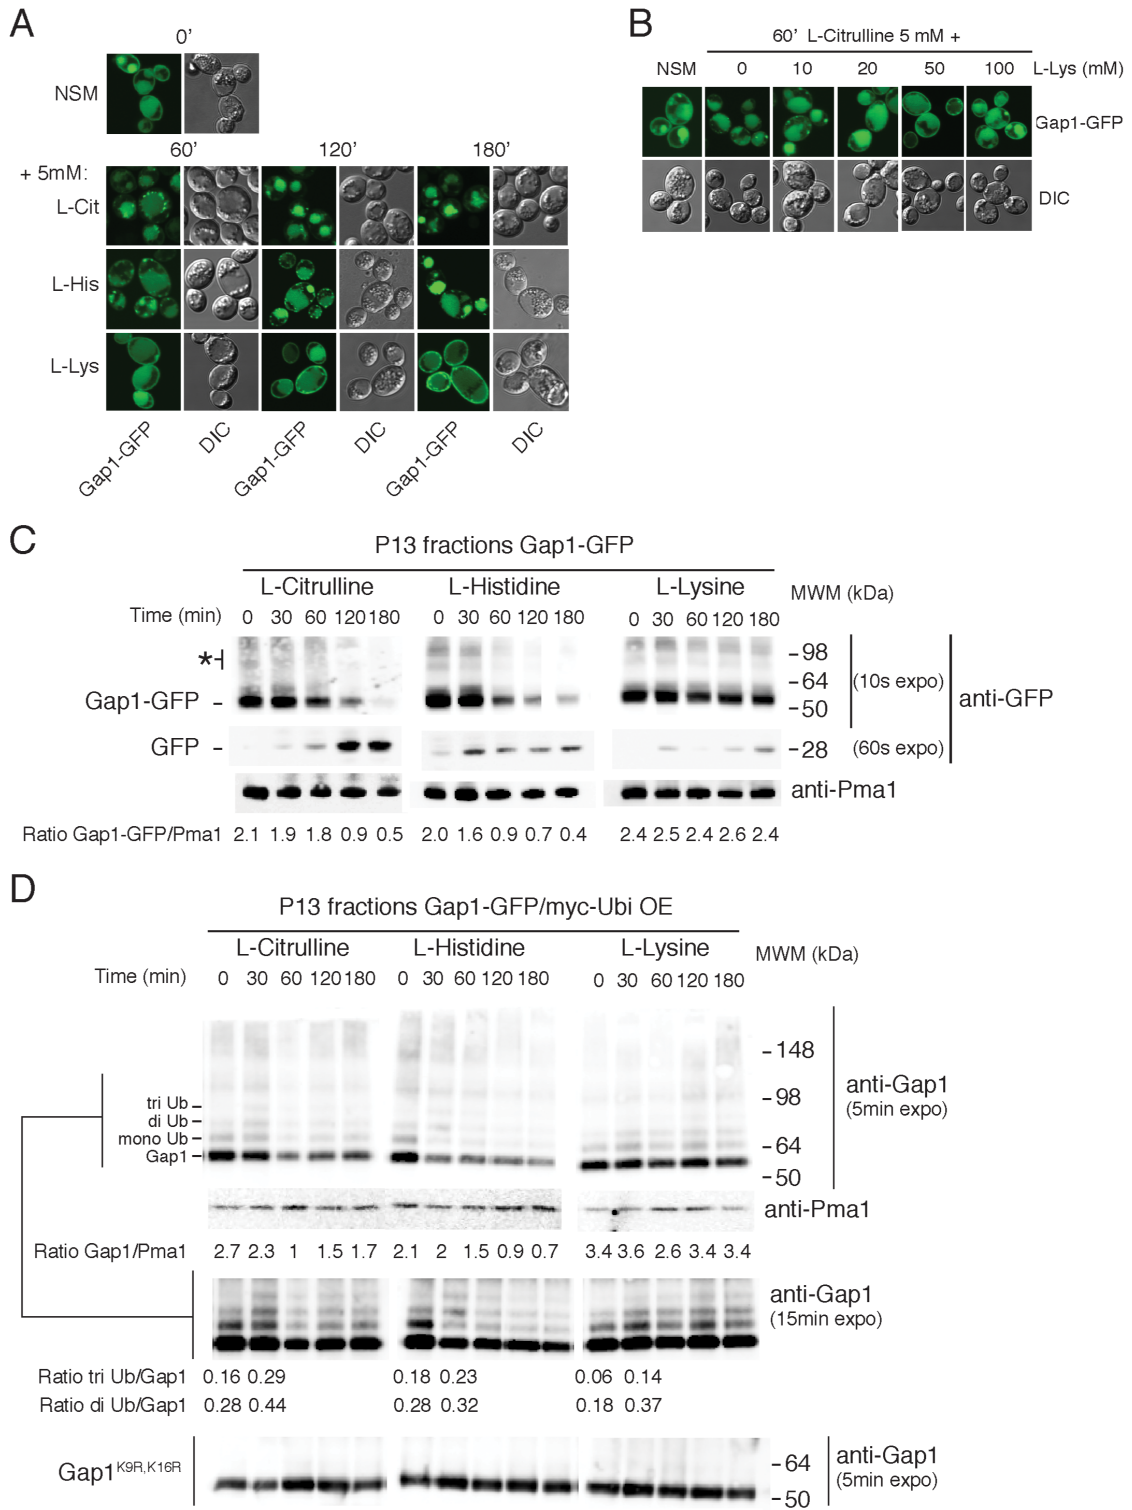 A
0'
NSM
60' 120' 180'
+ 5mM:
L-Cit
L-His
L-Lys
Gap1-GFP DIC Gap1-GFP DIC Gap1-GFP DIC
B
60' L-Citrulline 5 mM +
NSM 0 10 20 50 100 L-Lys (mM)
Gap1-GFP
DIC
C
P13 fractions Gap1-GFP
L-Citrulline L-Histidine L-Lysine MWM (kDa)
Time (min) 0 30 60 120 180 0 30 60 120 180 0 30 60 120 180
*
-98
-64
(10s expo)
Gap1-GFP -
-50
anti-GFP
GFP - -28 (60s expo)
anti-Pma1
Ratio Gap1-GFP/Pma1 2.1 1.9 1.8 0.9 0.5 2.0 1.6 0.9 0.7 0.4 2.4 2.5 2.4 2.6 2.4
D
P13 fractions Gap1-GFP/myc-Ubi OE
L-Citrulline L-Histidine L-Lysine MWM (kDa)
Time (min) 0 30 60 120 180 0 30 60 120 180 0 30 60 120 180
-148
-98
anti-Gap1
(5min expo)
tri Ub -
di Ub -
mono Ub -
-64
Gap1 -
-50
anti-Pma1
Ratio Gap1/Pma1 2.7 2.3 1 1.5 1.7 2.1 2 1.5 0.9 0.7 3.4 3.6 2.6 3.4 3.4
anti-Gap1
(15min expo)
Ratio tri Ub/Gap1 0.16 0.29 0.18 0.23 0.06 0.14
Ratio di Ub/Gap1 0.28 0.44 0.28 0.32 0.18 0.37
Gap1K9R,K16R
-64
-50
anti-Gap1
(5min expo)